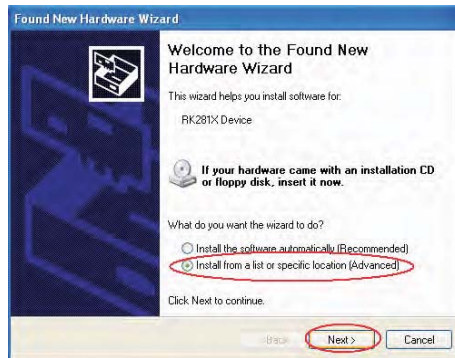 Found New Hardware Wizard
Welcome to the Found New
Hardware Wizard
This wizard helps you install software for:
RK281X Device
If your hardware came with an installation CD
or floppy disk, insert it now.
What do you want the wizard to do?
Install the software automatically (Recommended)
Install from a list or specific location (Advanced)
Click Next to continue.
< Back Next > Cancel